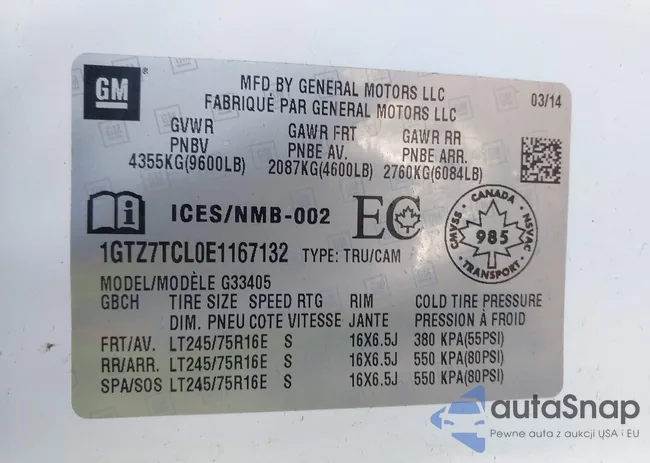 GM
MFD BY GENERAL MOTORS LLC
FABRIQUÉ PAR GENERAL MOTORS LLC
03/14
GVWR GAWR FRT GAWR RR
PNBV PNBE AV. PNBE ARR.
4355KG(9600LB) 2087KG(4600LB) 2760KG(6084LB)
ICES/NMB-002 EC
CANADA
CMVSS
NSVAC
985
TRANSPORT
1GTZ7TCL0E1167132 TYPE: TRU/CAM
MODEL/MODÈLE G33405
GBCH TIRE SIZE SPEED RTG RIM COLD TIRE PRESSURE
DIM. PNEU COTE VITESSE JANTE PRESSION À FROID
FRT/AV. LT245/75R16E S 16X6.5J 380 KPA(55PSI)
RR/ARR. LT245/75R16E S 16X6.5J 550 KPA(80PSI)
SPA/SOS LT245/75R16E S 16X6.5J 550 KPA(80PSI)
autaSnap
Pewne auta z aukcji USA i EU